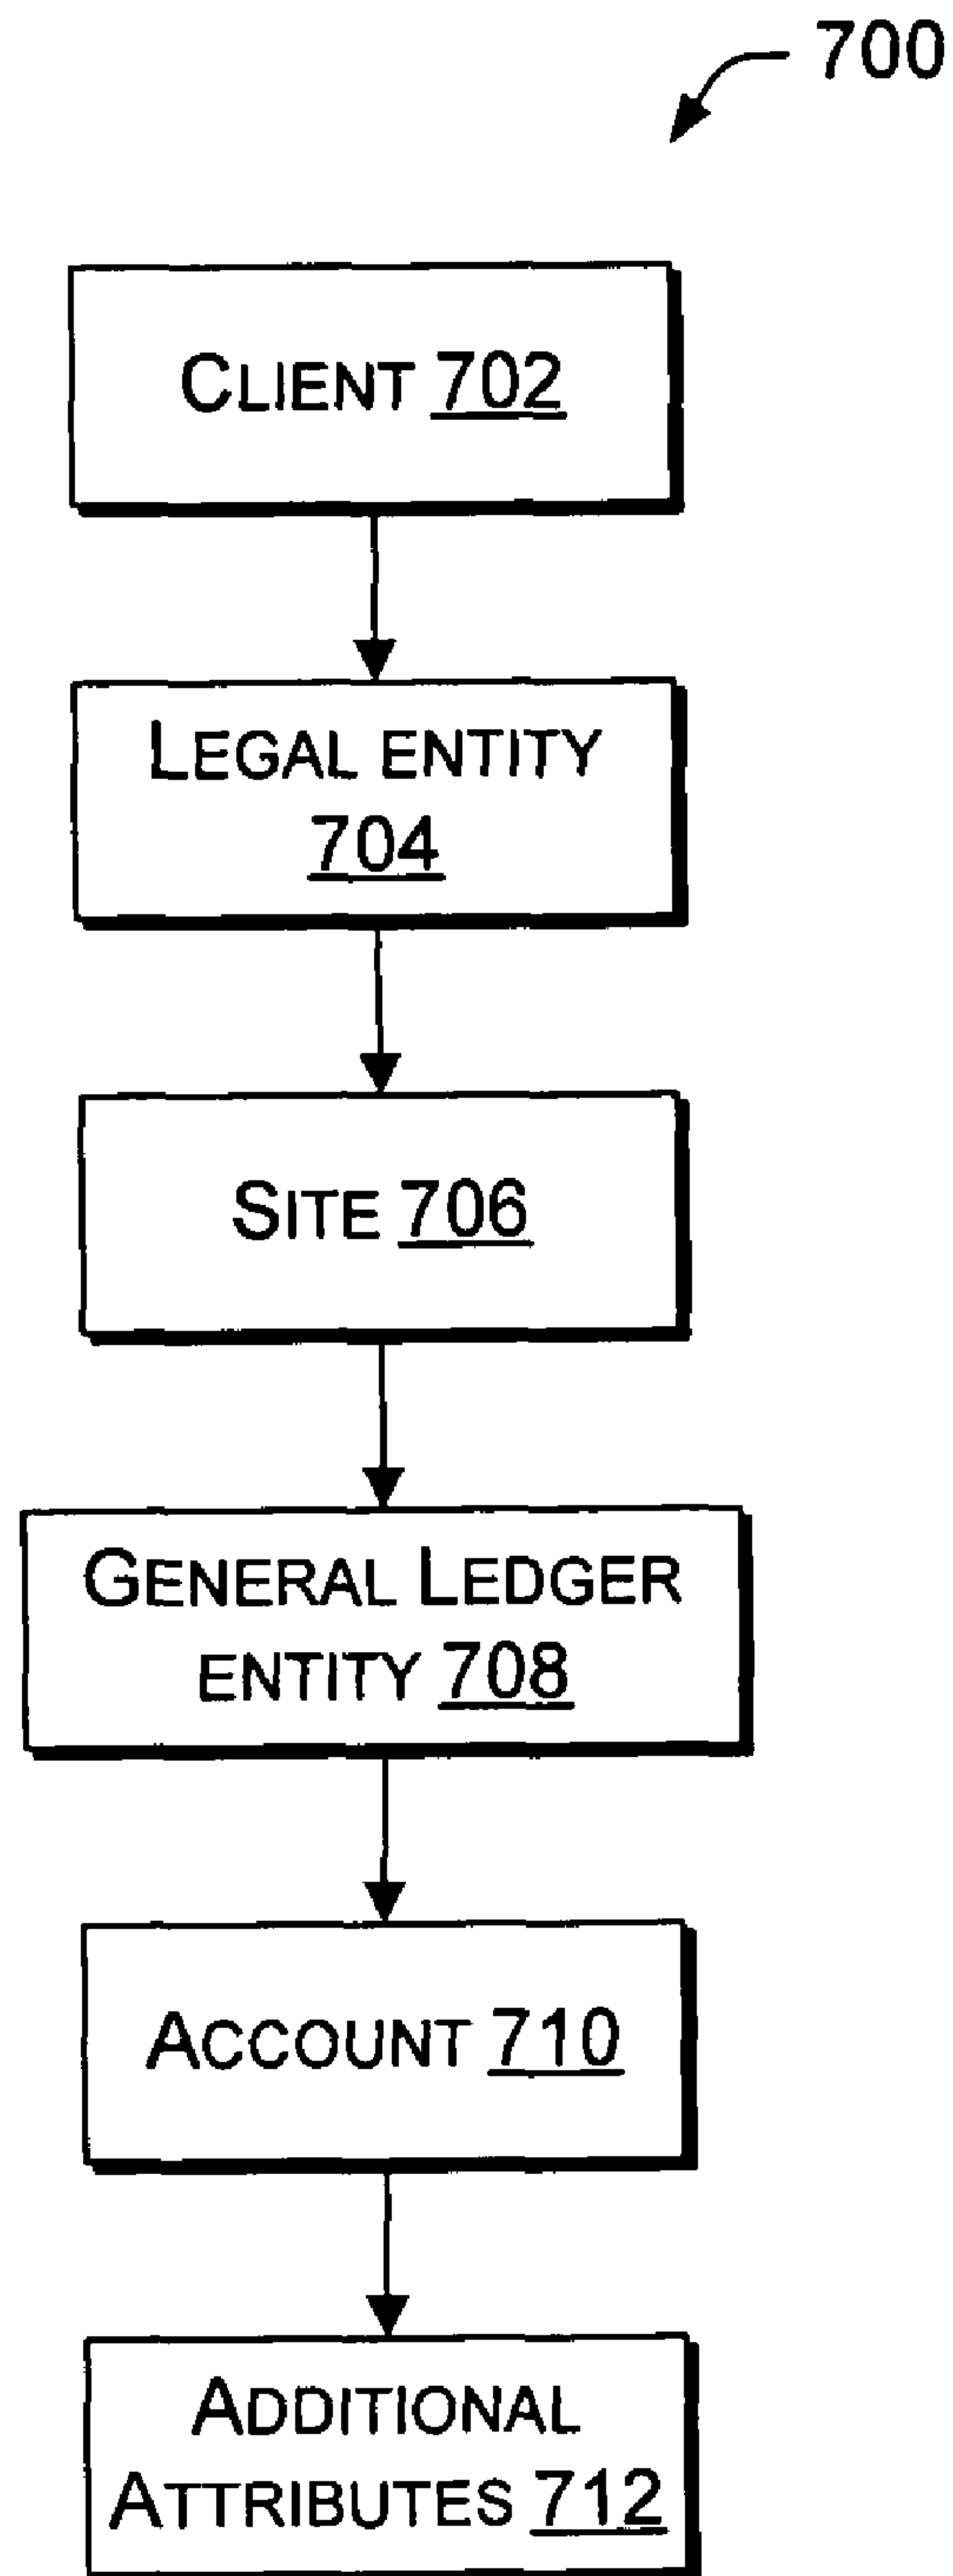 700
CLIENT 702
LEGAL ENTITY
704
SITE 706
GENERAL LEDGER
ENTITY 708
ACCOUNT 710
ADDITIONAL
ATTRIBUTES 712